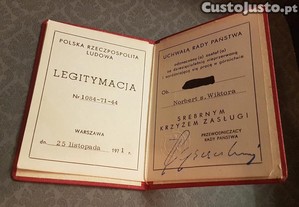 CustoJusto.pt
POLSKA RZECZPOSPOLITA
LUDOWA
LEGITYMACJA
Nr 1084-71-44
WARSZAWA
dn. 25 listopada 1971 r.
UCHWAŁĄ RADY PAŃSTWA
Ob.
Norbert s. Wiktora
SREBRNYM
KRZYŻEM ZASŁUGI
PRZEWODNICZĄCY
RADY PAŃSTWA